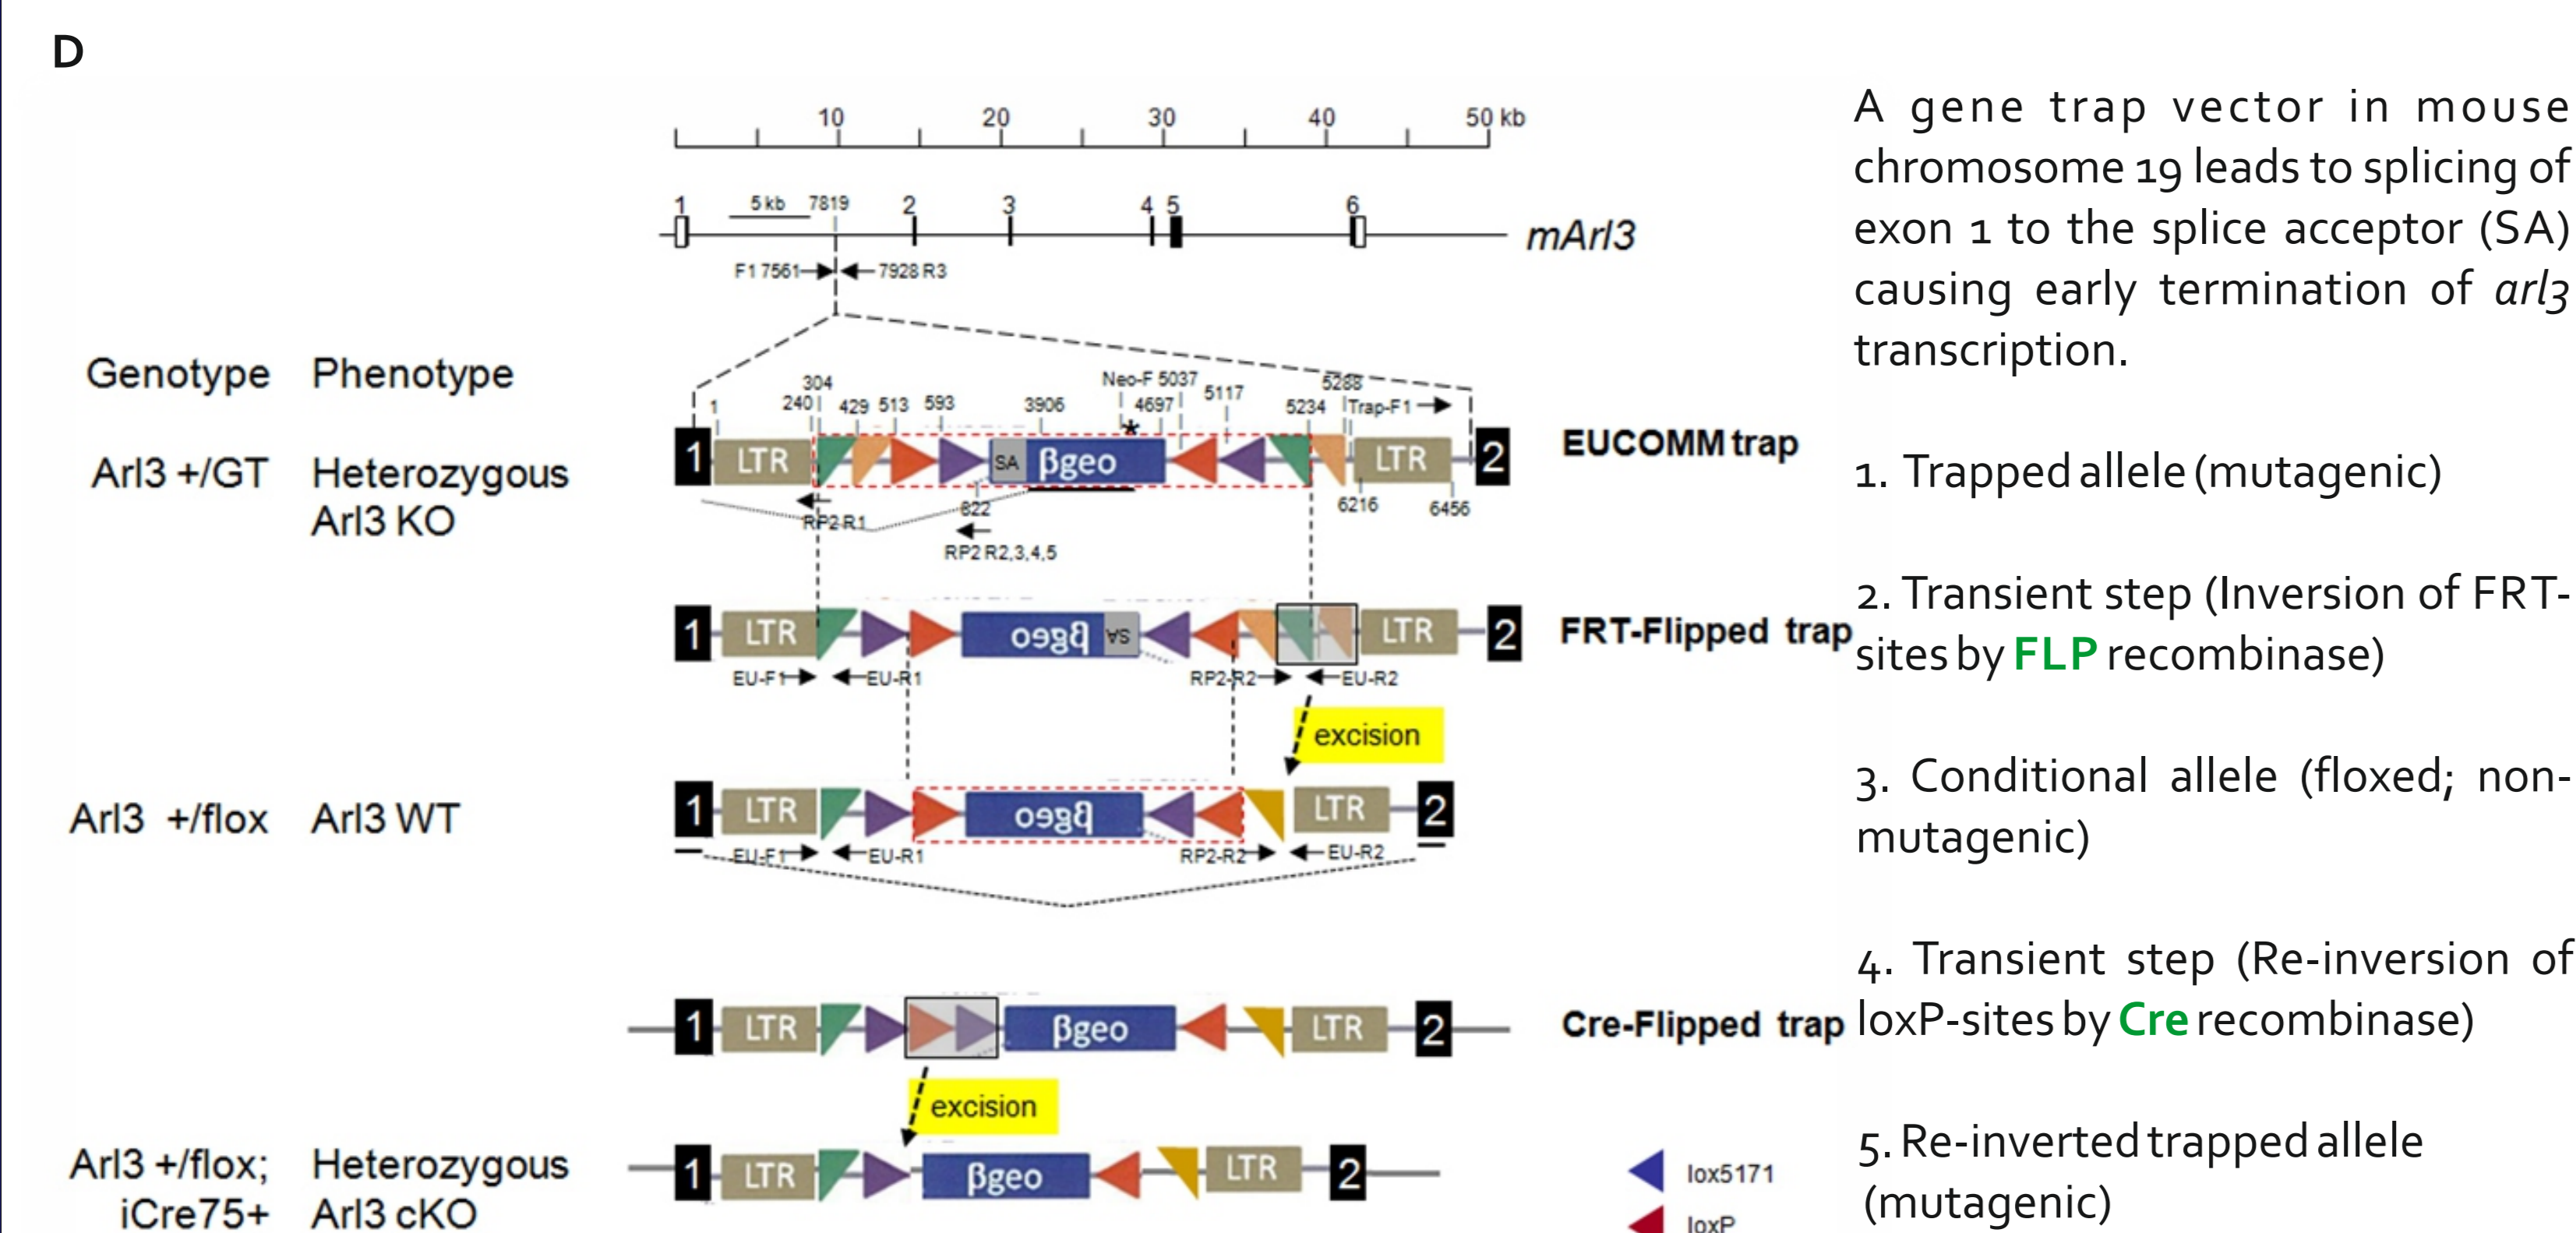 D
10 20 30 40 50 kb
1 5 kb 7819 2 3 4 5 6
mArl3
F1 7561 7928 R3
Genotype Phenotype
304 Neo-F 5037 5288
1 240 429 513 593 3906 4697 5117 5234 Trap-F1
*
Arl3 +/GT Heterozygous
Arl3 KO
1 LTR SA βgeo LTR 2
EUCOMM trap
RP2 R1 822 6216 6456
RP2 R2,3,4,5
1 LTR βgeo SA LTR 2
FRT-Flipped trap
EU-F1 EU-R1 RP2-R2 EU-R2
excision
Arl3 +/flox Arl3 WT
1 LTR βgeo LTR 2
EU-F1 EU-R1 RP2-R2 EU-R2
1 LTR βgeo LTR 2
Cre-Flipped trap
excision
Arl3 +/flox; Heterozygous
iCre75+ Arl3 cKO
1 LTR βgeo LTR 2
lox5171
loxP
A gene trap vector in mouse
chromosome 19 leads to splicing of
exon 1 to the splice acceptor (SA)
causing early termination of arl3
transcription.
1. Trapped allele (mutagenic)
2. Transient step (Inversion of FRT-
sites by FLP recombinase)
3. Conditional allele (floxed; non-
mutagenic)
4. Transient step (Re-inversion of
loxP-sites by Cre recombinase)
5. Re-inverted trapped allele
(mutagenic)